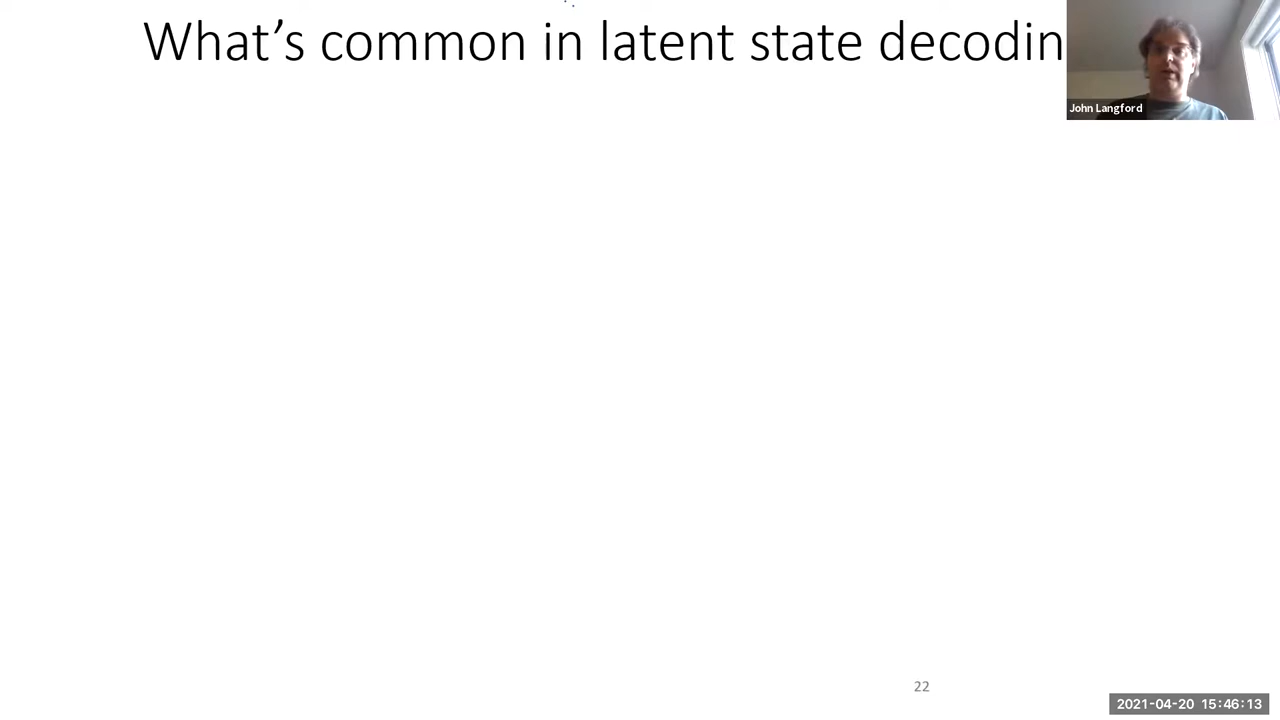 What's common in latent state decodin
John Langford
22
2021-04-20 15:46:13